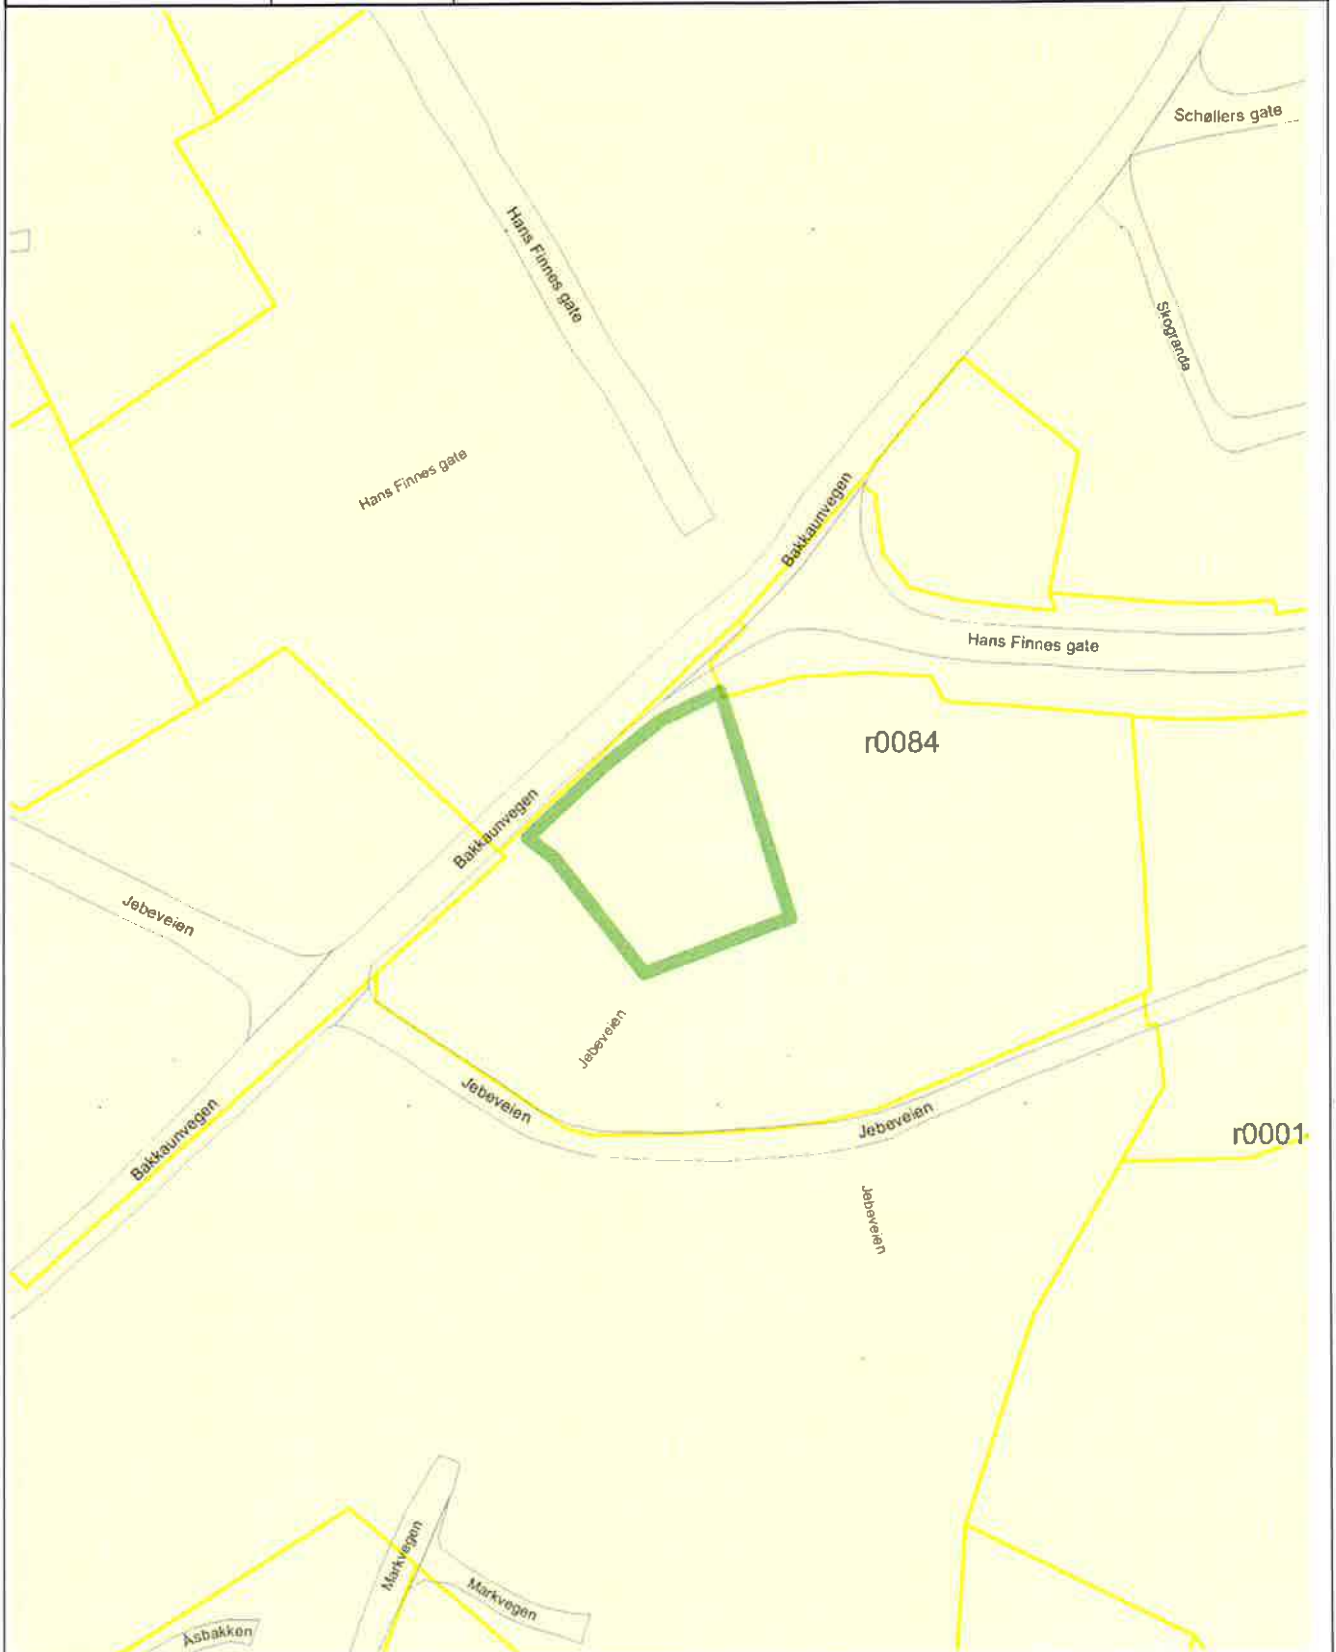 Schøllers gate
Hans Finnes gate
Skogranda
Hans Finnes gate
Bakkaunvegen
Hans Finnes gate
r0084
Bakkaunvegen
Jebeveien
Jebeveien
Jebeveien
Jebeveien
Bakkaunvegen
r0001
Jebeveien
Markvegen
Markvegen
Åsbakken